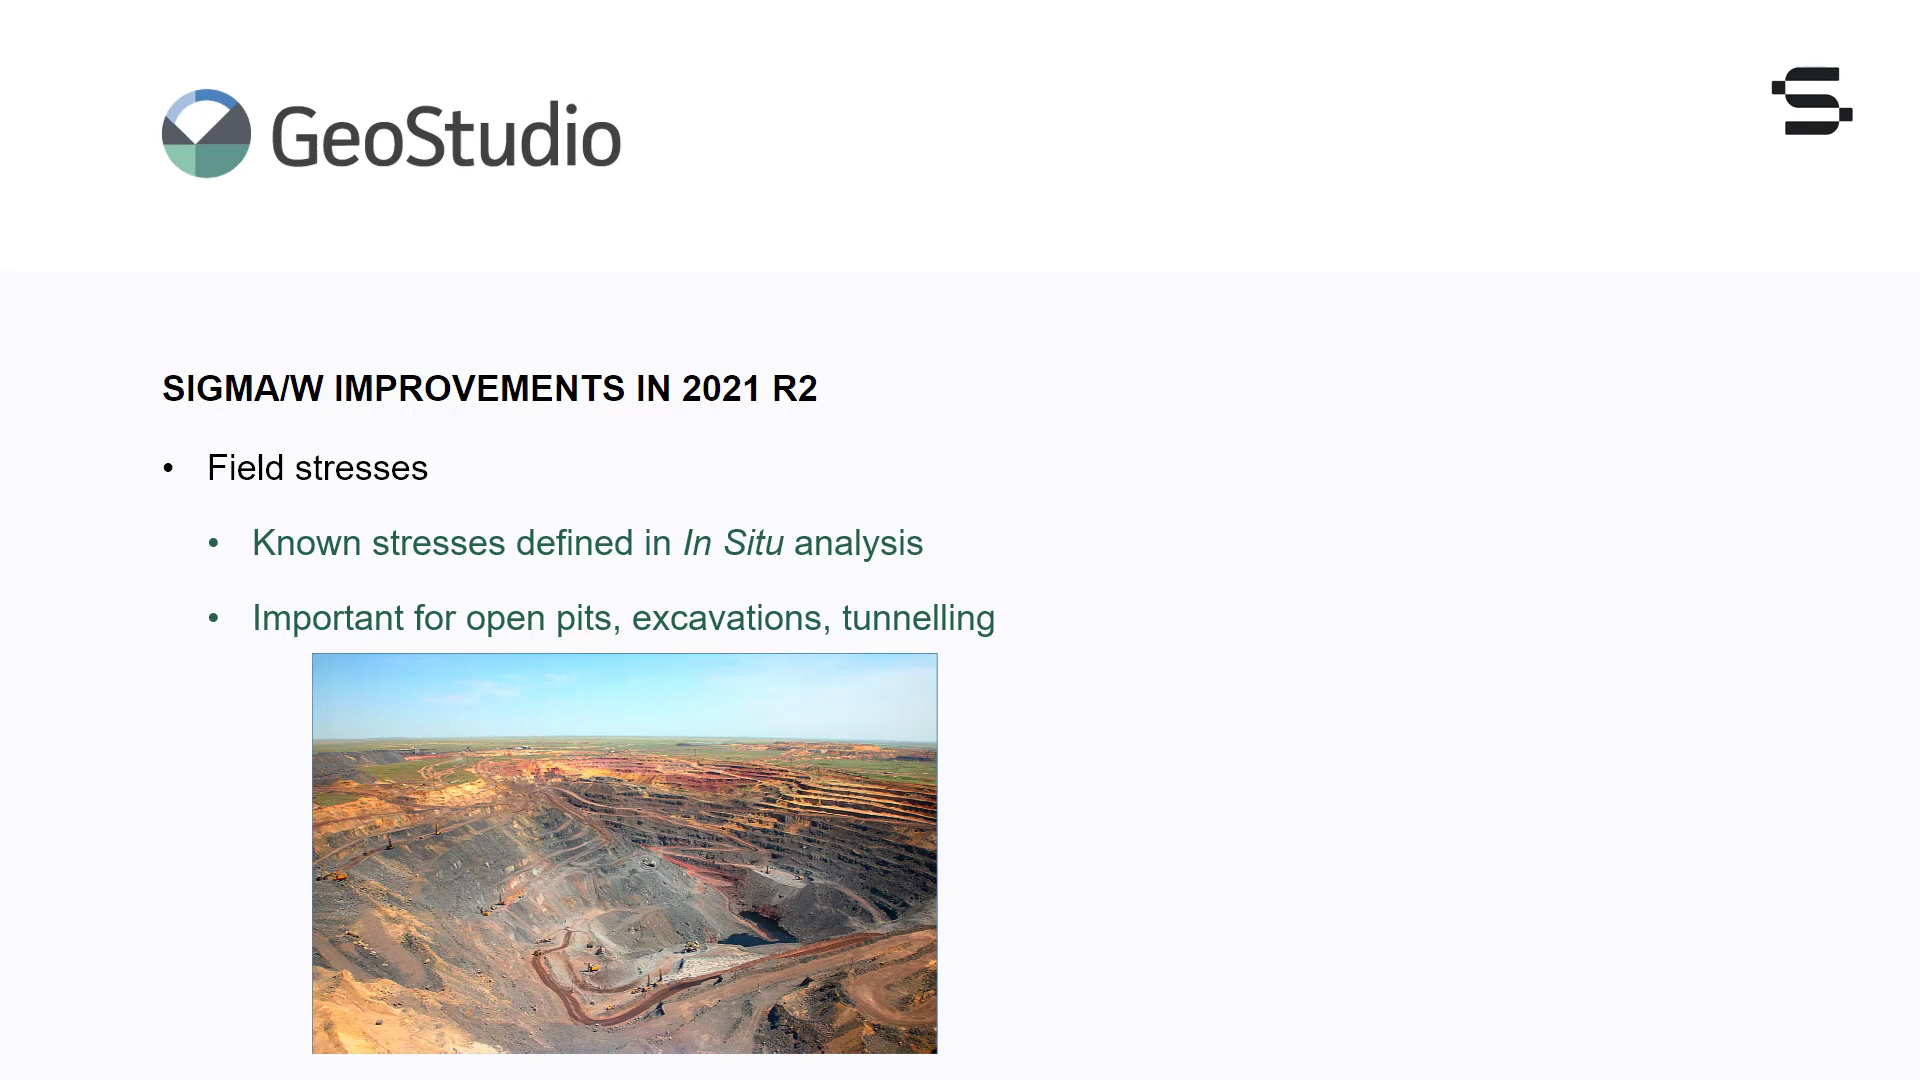 GeoStudio
SIGMA/W IMPROVEMENTS IN 2021 R2
• Field stresses
• Known stresses defined in In Situ analysis
• Important for open pits, excavations, tunnelling